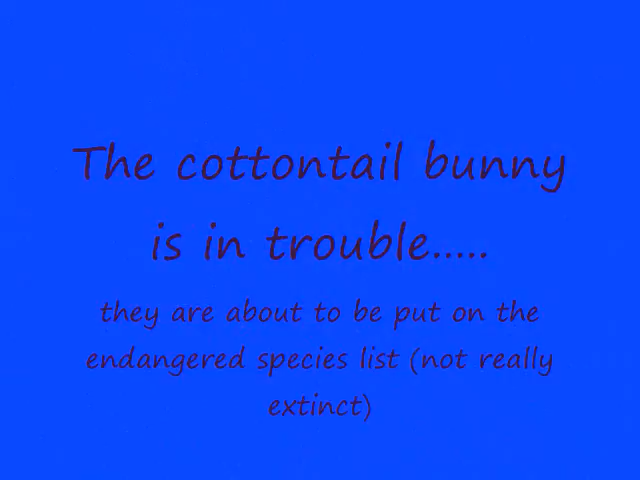 The cottontail bunny
is in trouble.....
they are about to be put on the
endangered species list (not really
extinct)